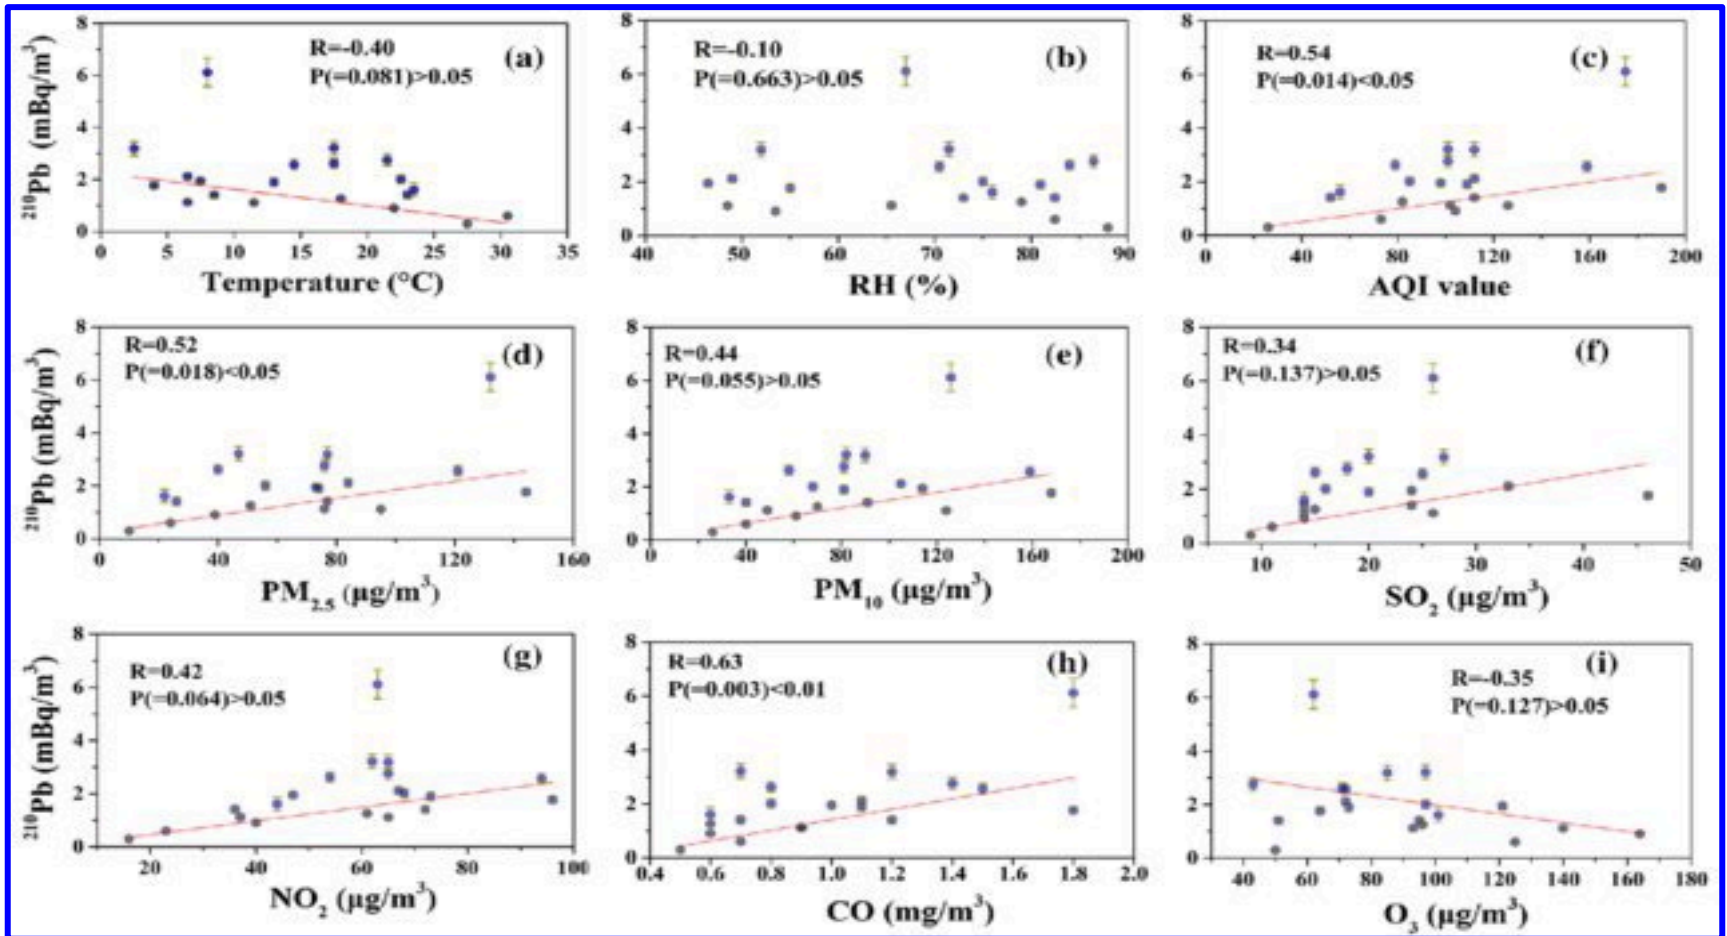 R=-0.40
P(=0.081)>0.05
(a)
8
6
4
2
0
²¹⁰Pb (mBq/m³)
0 5 10 15 20 25 30 35
Temperature (°C)
R=-0.10
P(=0.663)>0.05
(b)
8
6
4
2
0
40 50 60 70 80 90
RH (%)
R=0.54
P(=0.014)<0.05
(c)
8
6
4
2
0
0 40 80 120 160 200
AQI value
R=0.52
P(=0.018)<0.05
(d)
8
6
4
2
0
²¹⁰Pb (mBq/m³)
0 40 80 120 160
PM₂.₅ (μg/m³)
R=0.44
P(=0.055)>0.05
(e)
8
6
4
2
0
0 40 80 120 160 200
PM₁₀ (μg/m³)
R=0.34
P(=0.137)>0.05
(f)
8
6
4
2
0
10 20 30 40 50
SO₂ (μg/m³)
R=0.42
P(=0.064)>0.05
(g)
8
6
4
2
0
²¹⁰Pb (mBq/m³)
20 40 60 80 100
NO₂ (μg/m³)
R=0.63
P(=0.003)<0.01
(h)
8
6
4
2
0
0.4 0.6 0.8 1.0 1.2 1.4 1.6 1.8 2.0
CO (mg/m³)
R=-0.35
P(=0.127)>0.05
(i)
8
6
4
2
0
40 60 80 100 120 140 160 180
O₃ (μg/m³)